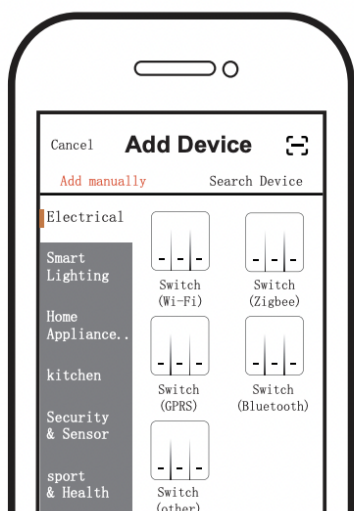 Cancel Add Device
Add manually Search Device
Electrical
Smart
Lighting
Home
Appliance..
kitchen
Security
& Sensor
sport
& Health
Switch
(Wi-Fi)
Switch
(Zigbee)
Switch
(GPRS)
Switch
(Bluetooth)
Switch
(other)